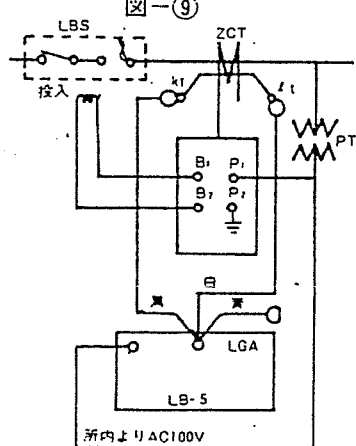 図-⑨
LBS
ZCT
投入
kt
lt
PT
B₁ P₁
B₂ P₂
白
LGA
LB-5
所内よりAC100V